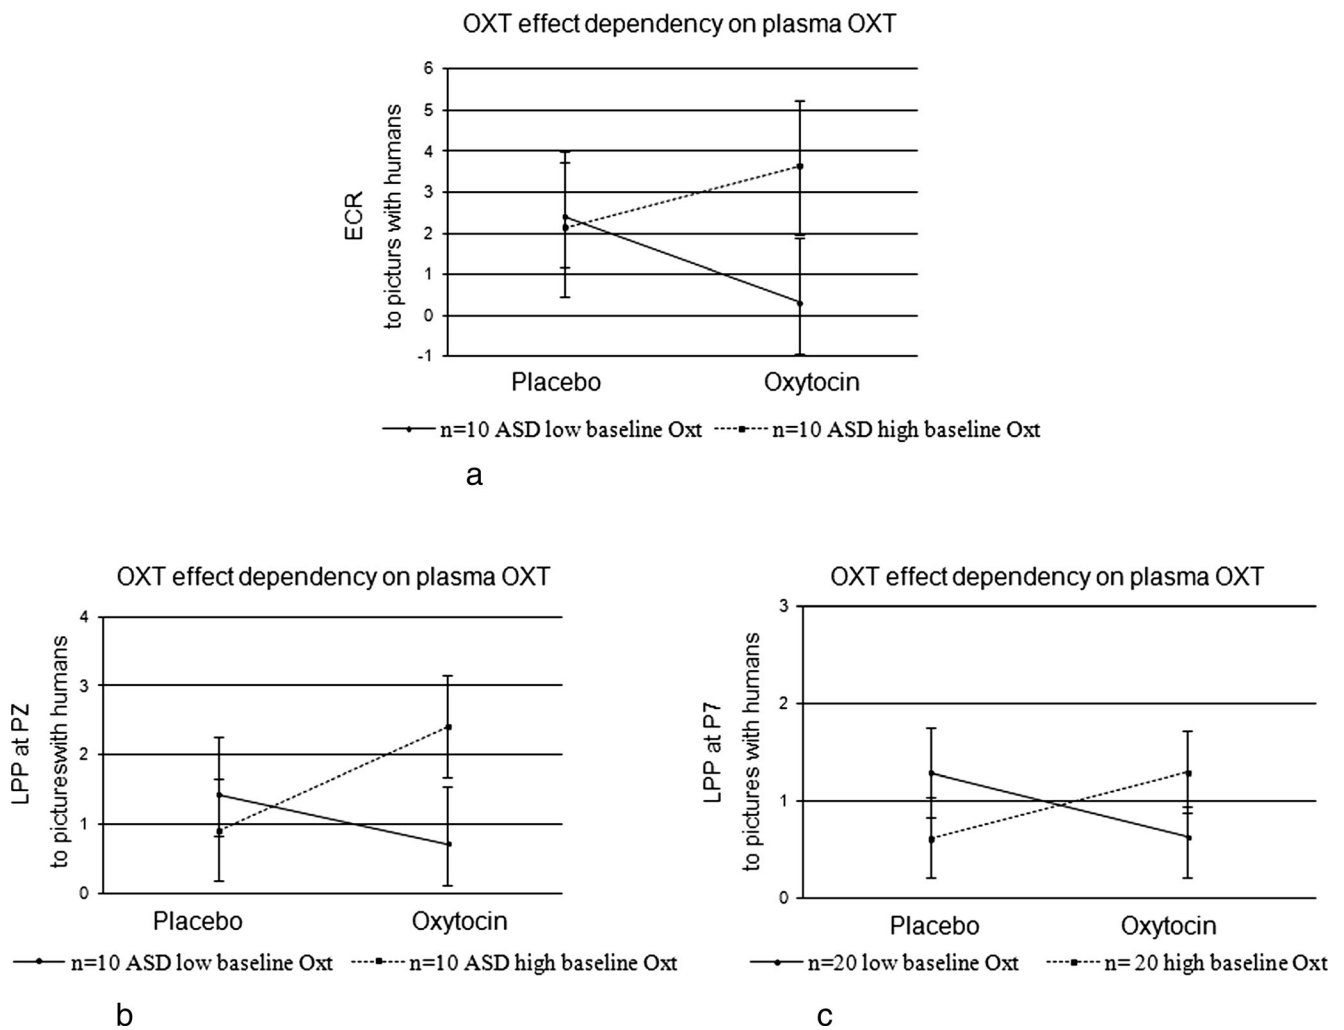 OXT effect dependency on plasma OXT
6
5
4
3
2
1
0
-1
ECR
to picturs with humans
Placebo Oxytocin
n=10 ASD low baseline Oxt n=10 ASD high baseline Oxt
a
OXT effect dependency on plasma OXT
4
3
2
1
0
LPP at PZ
to pictureswith humans
Placebo Oxytocin
n=10 ASD low baseline Oxt n=10 ASD high baseline Oxt
b
OXT effect dependency on plasma OXT
3
2
1
0
LPP at P7
to pictures with humans
Placebo Oxytocin
n=20 low baseline Oxt n= 20 high baseline Oxt
c